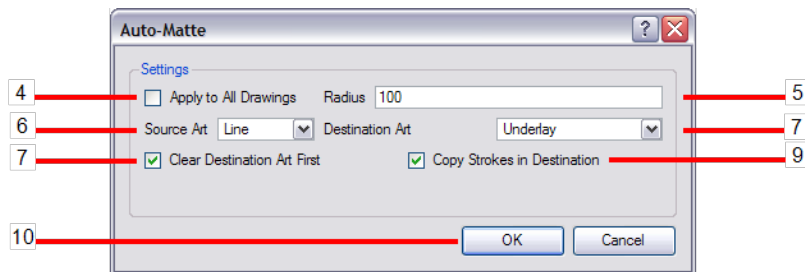 Auto-Matte
Settings
4 Apply to All Drawings Radius 100 5
6 Source Art Line Destination Art Underlay 7
7 Clear Destination Art First Copy Strokes in Destination 9
10 OK Cancel